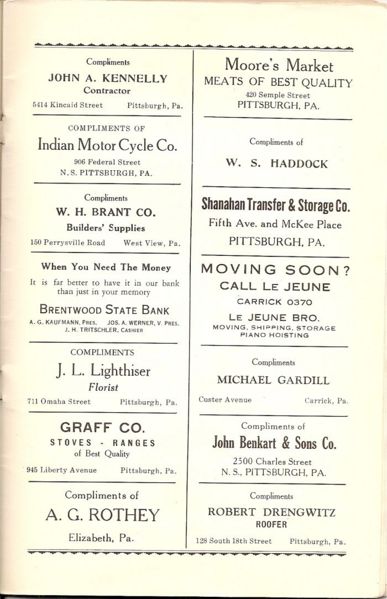 Compliments
JOHN A. KENNELLY
Contractor
5414 Kincaid Street Pittsburgh, Pa.
COMPLIMENTS OF
Indian Motor Cycle Co.
906 Federal Street
N. S. PITTSBURGH, PA.
Compliments
W. H. BRANT CO.
Builders' Supplies
150 Perrysville Road West View, Pa.
When You Need The Money
It is far better to have it in our bank
than just in your memory
BRENTWOOD STATE BANK
A. G. KAUFMANN, PRES. JOS. A. WERNER, V. PRES.
J. H. TRITSCHLER, CASHIER
COMPLIMENTS
J. L. Lighthiser
Florist
711 Omaha Street Pittsburgh, Pa.
GRAFF CO.
STOVES - RANGES
of Best Quality
945 Liberty Avenue Pittsburgh, Pa.
Compliments of
A. G. ROTHEY
Elizabeth, Pa.
Moore's Market
MEATS OF BEST QUALITY
420 Semple Street
PITTSBURGH, PA.
Compliments of
W. S. HADDOCK
Shanahan Transfer & Storage Co.
Fifth Ave. and McKee Place
PITTSBURGH, PA.
MOVING SOON?
CALL LE JEUNE
CARRICK 0370
LE JEUNE BRO.
MOVING, SHIPPING, STORAGE
PIANO HOISTING
Compliments
MICHAEL GARDILL
Custer Avenue Carrick, Pa.
Compliments of
John Benkart & Sons Co.
2500 Charles Street
N. S., PITTSBURGH, PA.
Compliments
ROBERT DRENGWITZ
ROOFER
128 South 18th Street Pittsburgh, Pa.